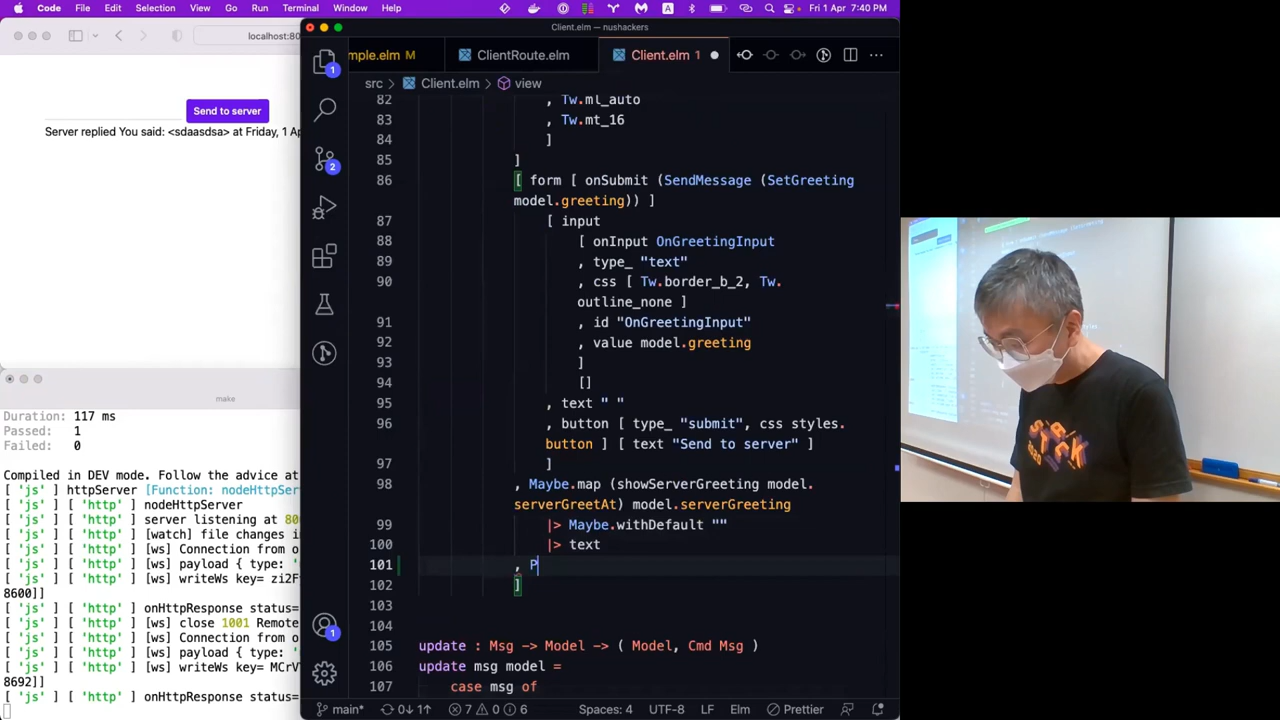 Code File Edit Selection View Go Run Terminal Window Help
Fri 1 Apr 7:40 PM
localhost:80
Send to server
Server replied You said: <sdaasdsa> at Friday, 1 Ap
make
Duration: 117 ms
Passed: 1
Failed: 0
Compiled in DEV mode. Follow the advice at
[ 'js' ] httpServer [Function: nodeHttpSer
[ 'js' ] [ 'http' ] nodeHttpServer
[ 'js' ] [ 'http' ] server listening at 80
[ 'js' ] [ 'http' ] [watch] file changes i
[ 'js' ] [ 'http' ] [ws] Connection from o
[ 'js' ] [ 'http' ] [ws] payload { type: '
[ 'js' ] [ 'http' ] [ws] writeWs key= zi2F
8600]]
[ 'js' ] [ 'http' ] onHttpResponse status=
[ 'js' ] [ 'http' ] [ws] close 1001 Remote
[ 'js' ] [ 'http' ] [ws] Connection from o
[ 'js' ] [ 'http' ] [ws] payload { type: '
[ 'js' ] [ 'http' ] [ws] writeWs key= MCrV
8692]]
[ 'js' ] [ 'http' ] onHttpResponse status=
Client.elm — nushackers
mple.elm M ClientRoute.elm Client.elm 1
src > Client.elm > view
1
2
1
82 , Tw.ml_auto
83 , Tw.mt_16
84 ]
85 ]
86 [ form [ onSubmit (SendMessage (SetGreeting
model.greeting)) ]
87 [ input
88 [ onInput OnGreetingInput
89 , type_ "text"
90 , css [ Tw.border_b_2, Tw.
outline_none ]
91 , id "OnGreetingInput"
92 , value model.greeting
93 ]
94 []
95 , text " "
96 , button [ type_ "submit", css styles.
button ] [ text "Send to server" ]
97 ]
98 , Maybe.map (showServerGreeting model.
serverGreetAt) model.serverGreeting
99 |> Maybe.withDefault ""
100 |> text
101 , P
102 ]
103
104
105 update : Msg -> Model -> ( Model, Cmd Msg )
106 update msg model =
107 case msg of
main* 0↓ 1↑ 7 0 6 Spaces: 4 UTF-8 LF Elm Prettier